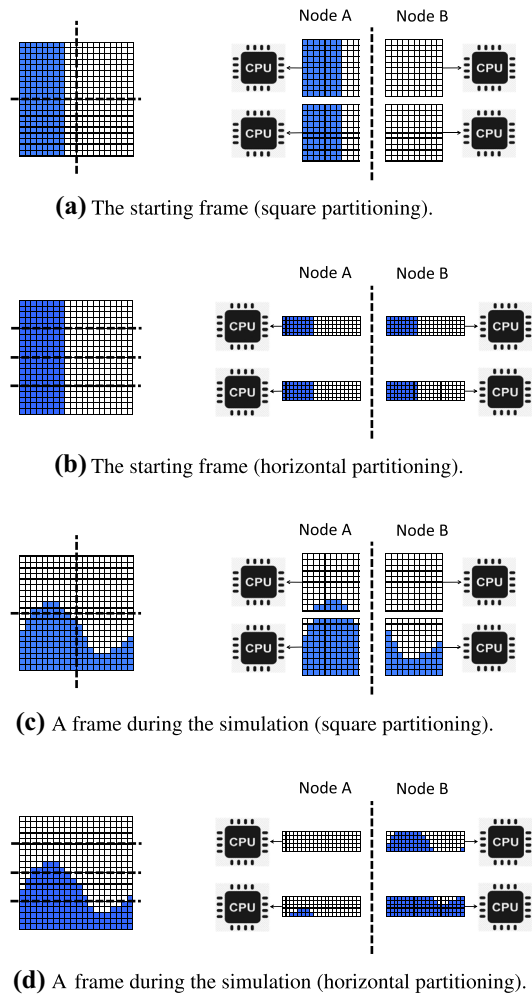 Node A Node B
CPU CPU
CPU CPU
(a) The starting frame (square partitioning).
Node A Node B
CPU CPU
CPU CPU
(b) The starting frame (horizontal partitioning).
Node A Node B
CPU CPU
CPU CPU
(c) A frame during the simulation (square partitioning).
Node A Node B
CPU CPU
CPU CPU
(d) A frame during the simulation (horizontal partitioning).